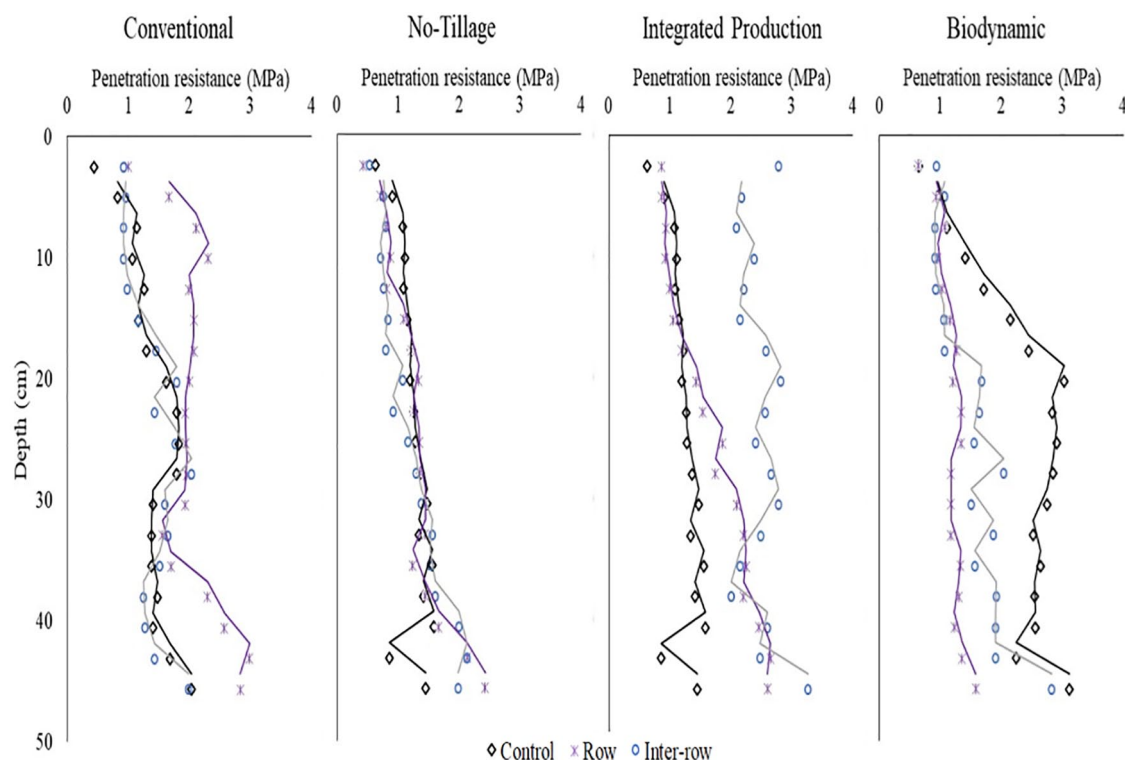 Conventional No-Tillage Integrated Production Biodynamic
Penetration resistance (MPa) Penetration resistance (MPa) Penetration resistance (MPa) Penetration resistance (MPa)
0 1 2 3 4 0 1 2 3 4 0 1 2 3 4 0 1 2 3 4
0
10
20
30
40
50
Depth (cm)
Control Row Inter-row